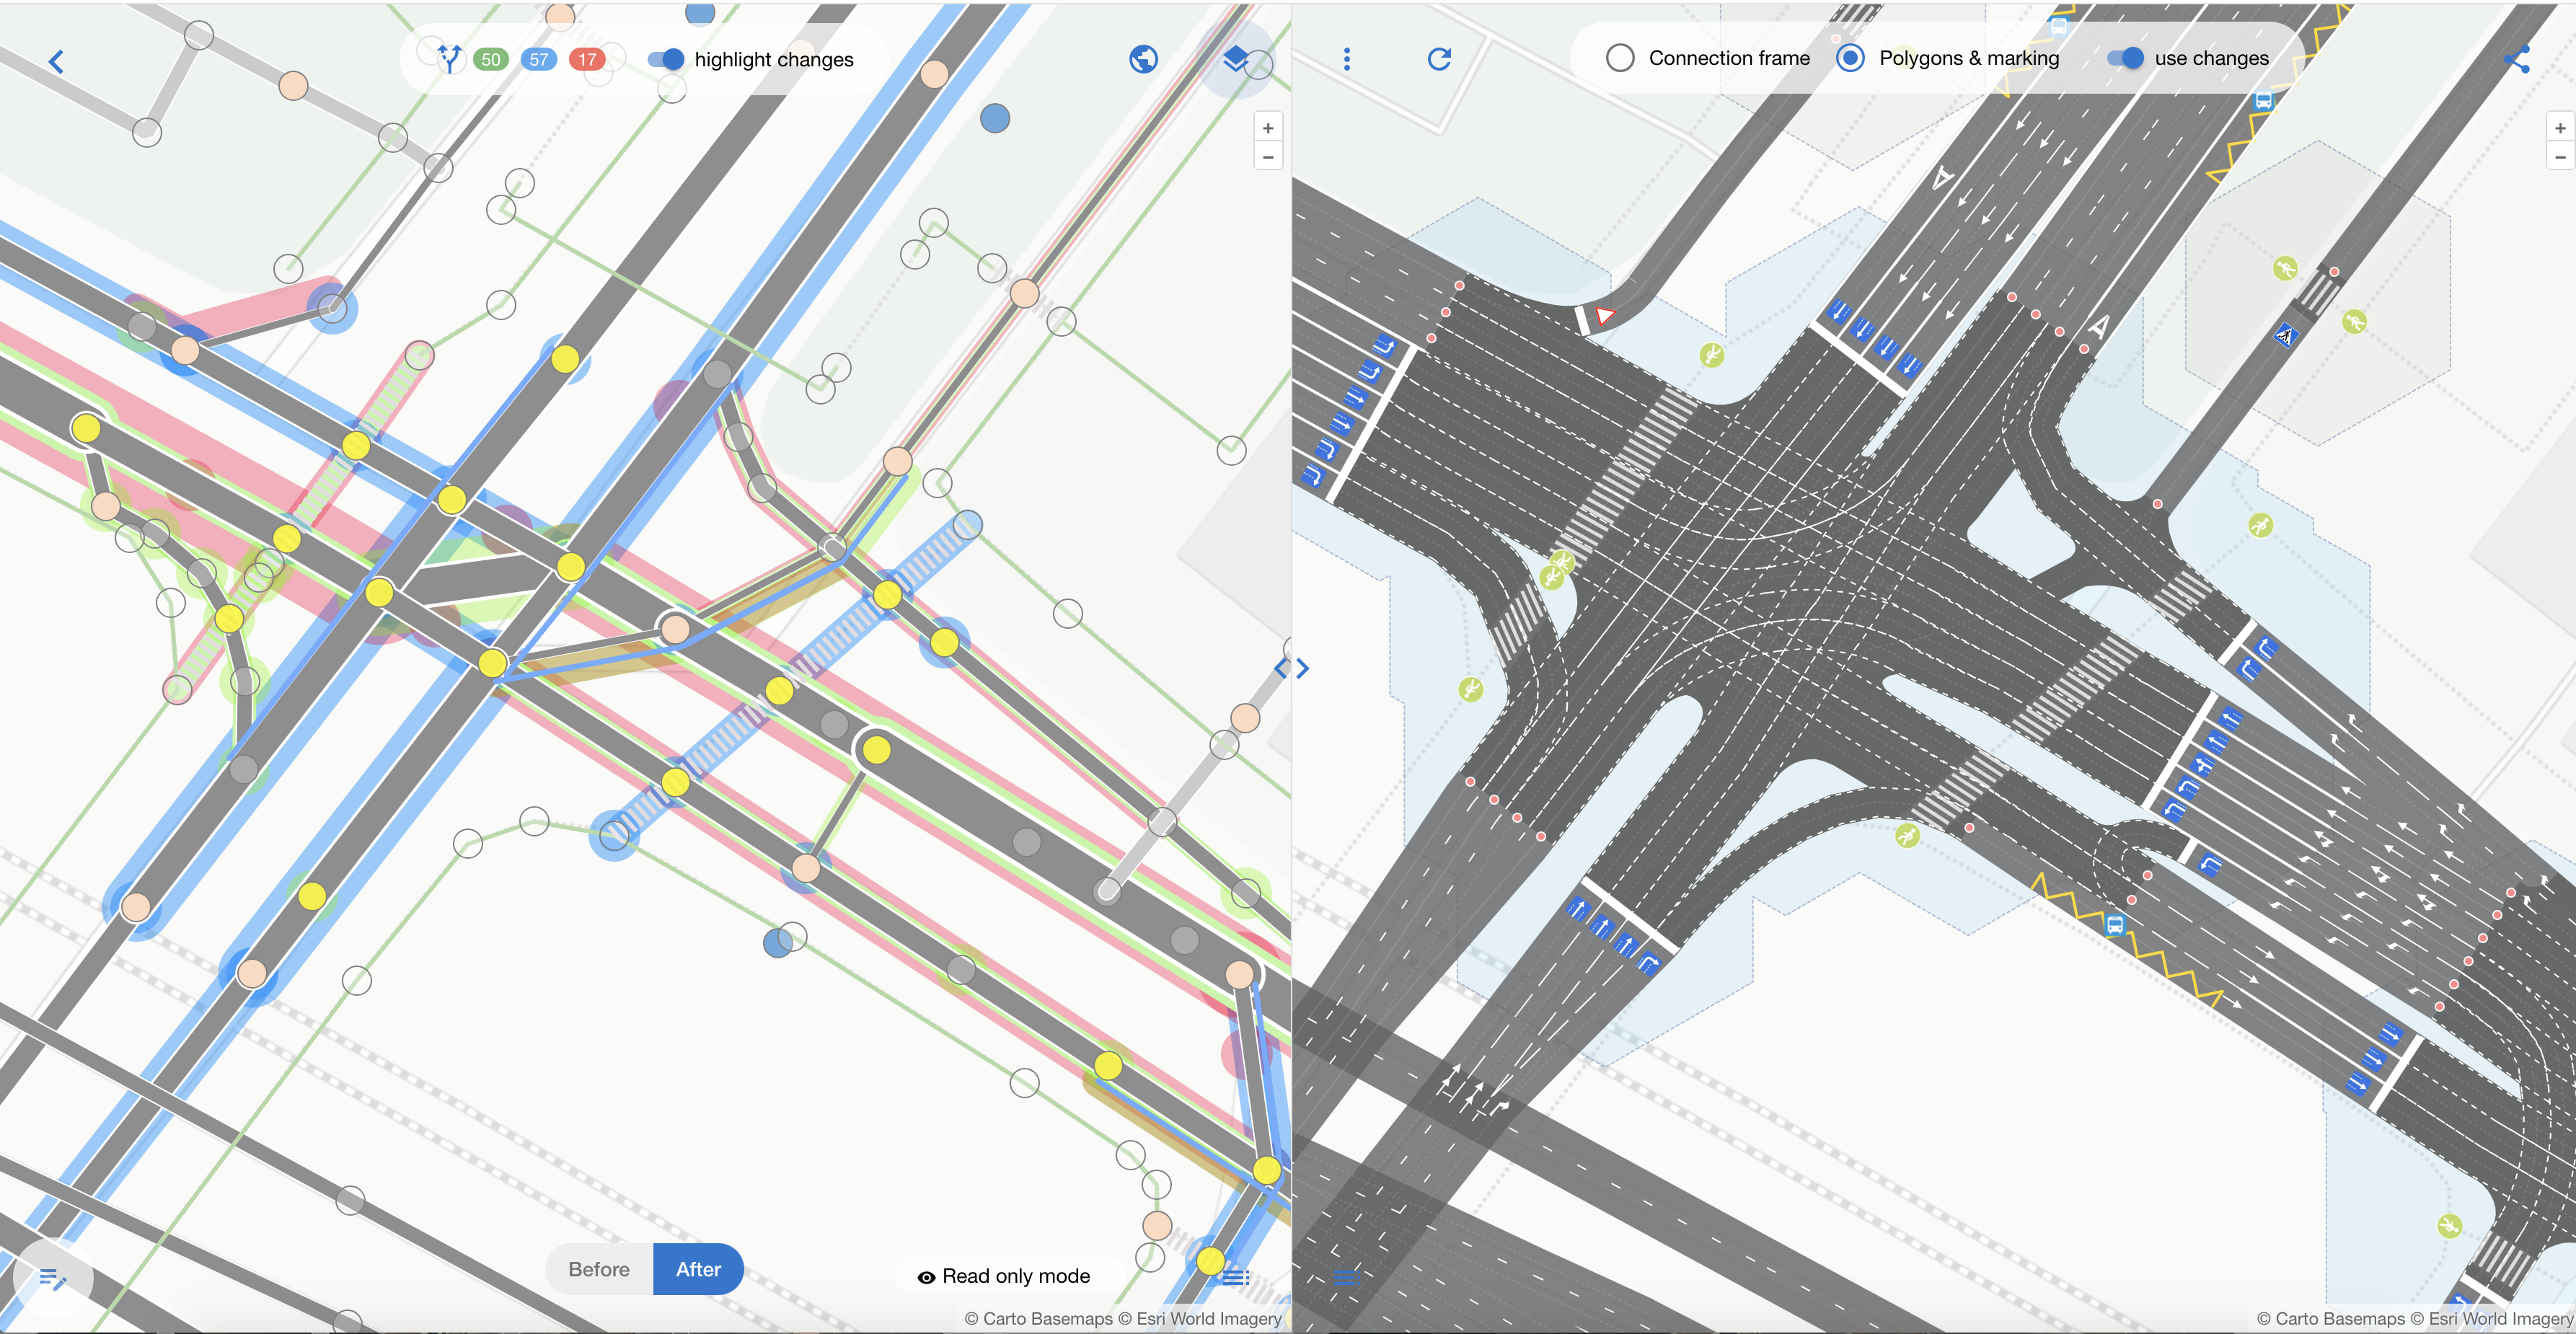 50 57 17 highlight changes
Connection frame Polygons & marking use changes
+
−
+
−
A
A
Before After
Read only mode
© Carto Basemaps © Esri World Imagery
© Carto Basemaps © Esri World Imagery